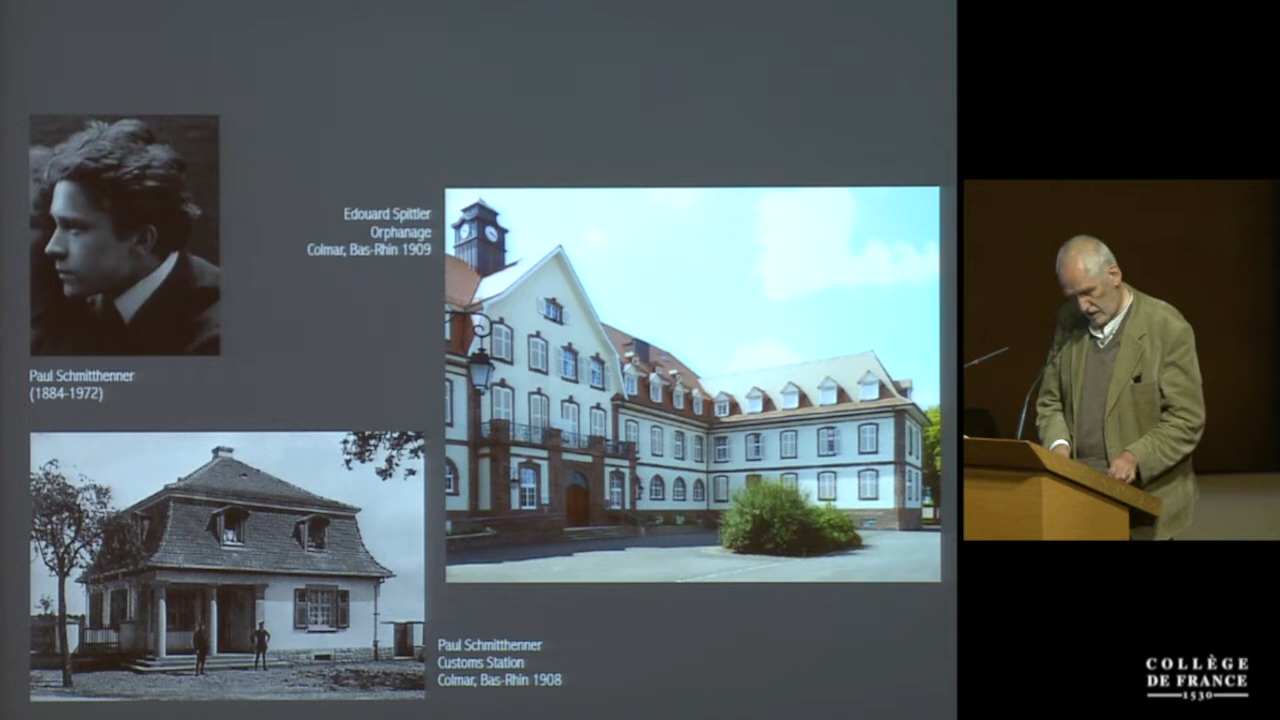 Edouard Spittler
Orphanage
Colmar, Bas-Rhin 1909
Paul Schmitthenner
(1884-1972)
Paul Schmitthenner
Customs Station
Colmar, Bas-Rhin 1908
COLLÈGE
DE FRANCE
1530